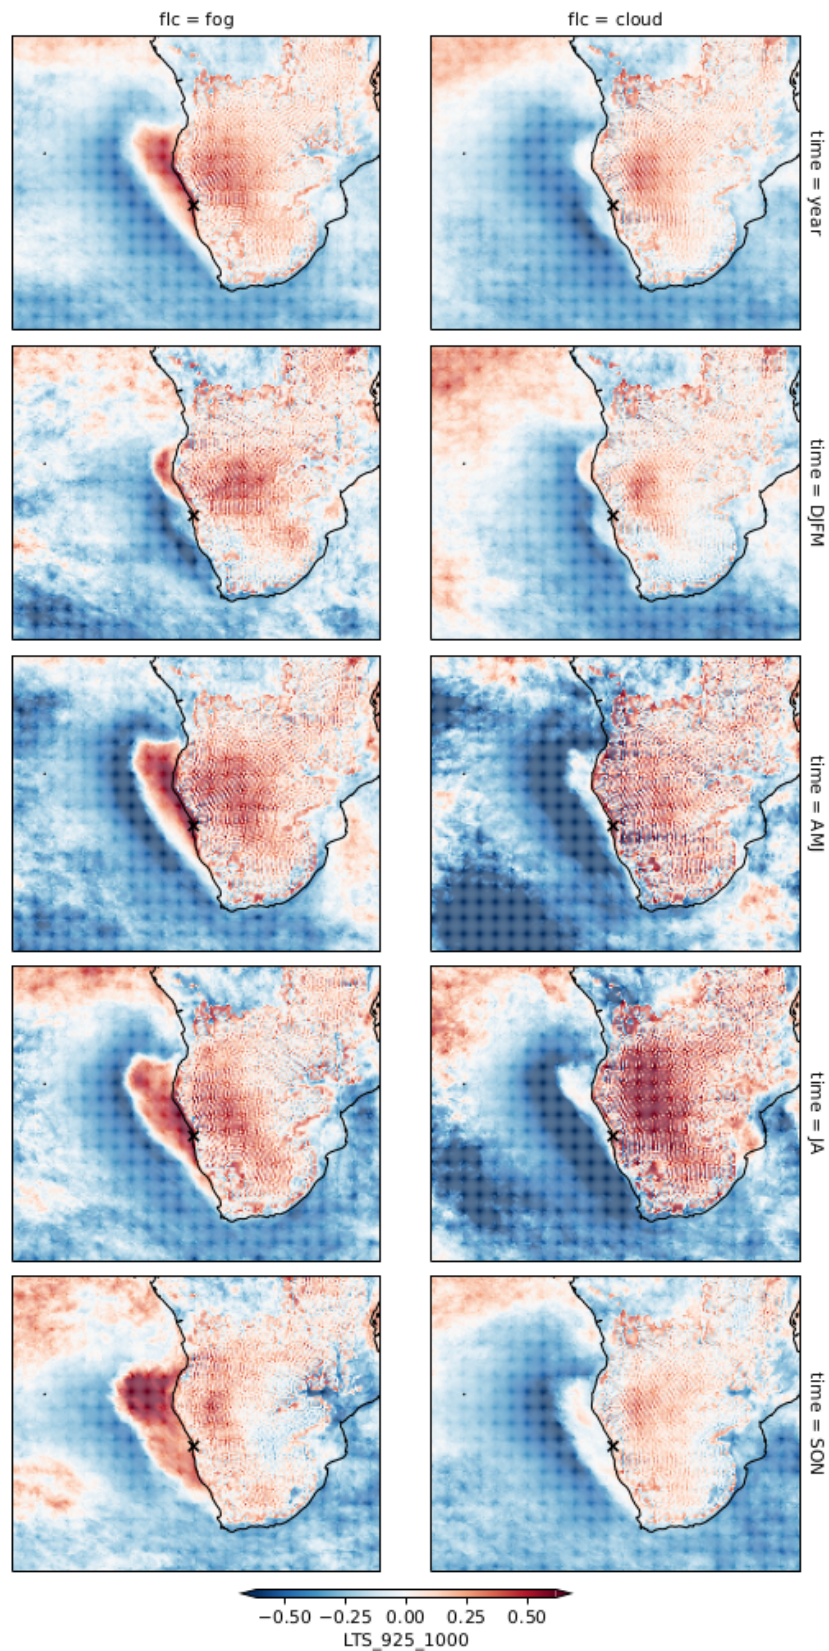 flc = fog
flc = cloud
time = year
time = DJFM
time = AMJ
time = JA
time = SON
−0.50 −0.25 0.00 0.25 0.50
LTS_925_1000